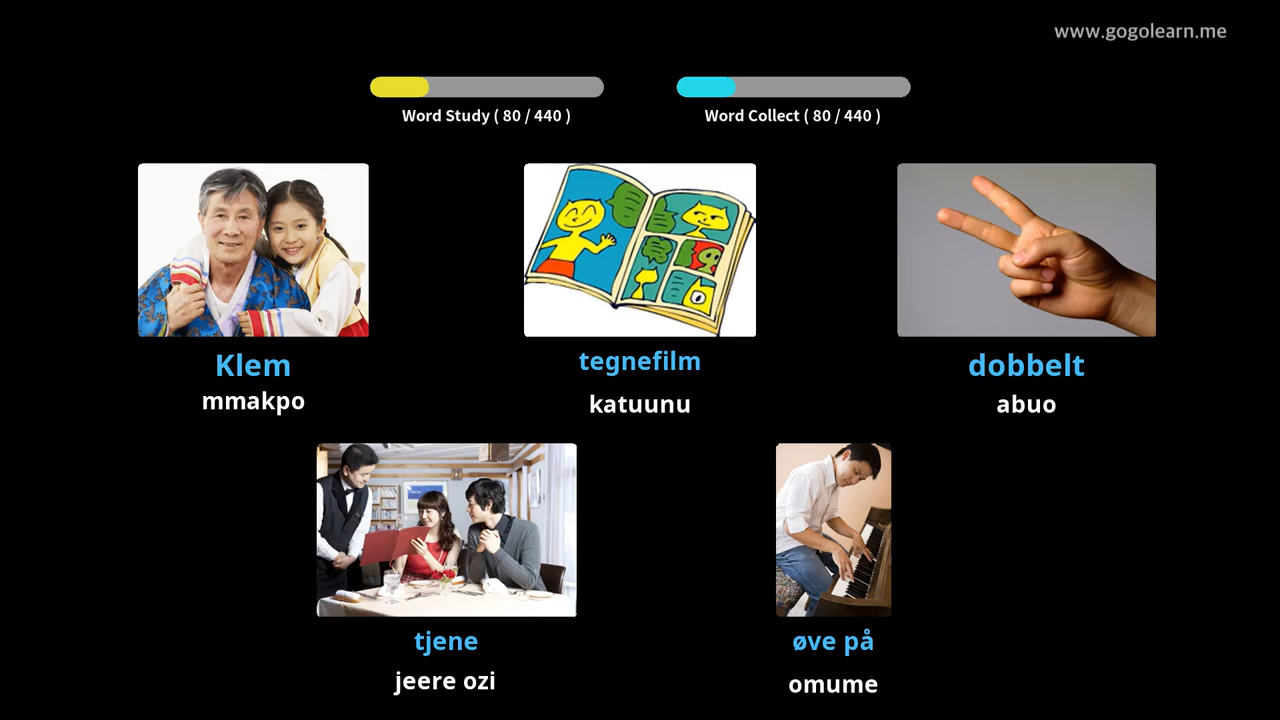 www.gogolearn.me
Word Study ( 80 / 440 )
Word Collect ( 80 / 440 )
Klem
mmakpo
tegnefilm
katuunu
dobbelt
abuo
tjene
jeere ozi
øve på
omume